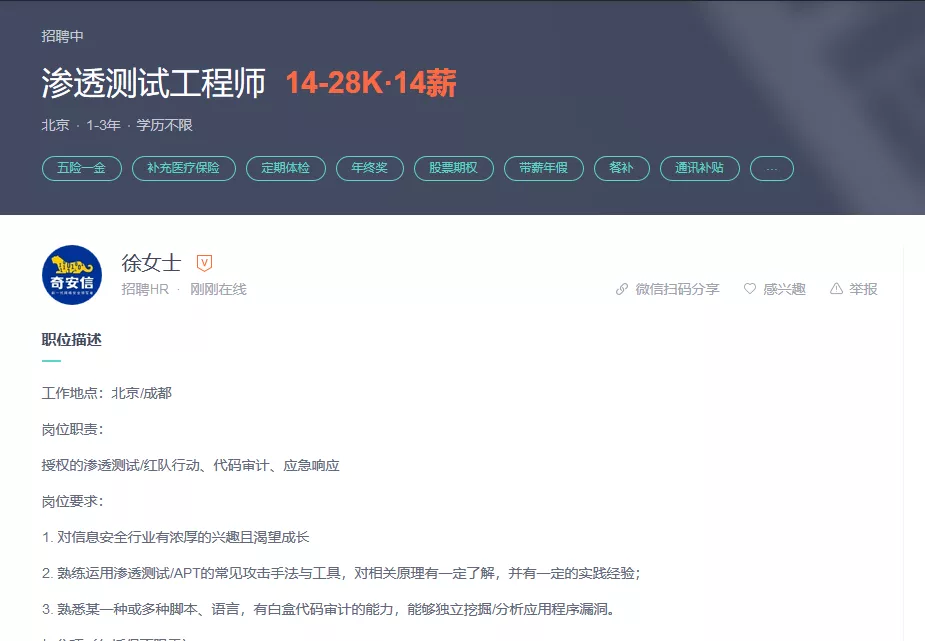 招聘中
渗透测试工程师 14-28K·14薪
北京 · 1-3年 · 学历不限
五险一金 补充医疗保险 定期体检 年终奖 股票期权 带薪年假 餐补 通讯补贴 ...
奇安信
徐女士 V
招聘HR · 刚刚在线 微信扫码分享 感兴趣 举报
职位描述
工作地点：北京/成都
岗位职责：
授权的渗透测试/红队行动、代码审计、应急响应
岗位要求：
1. 对信息安全行业有浓厚的兴趣且渴望成长
2. 熟练运用渗透测试/APT的常见攻击手法与工具，对相关原理有一定了解，并有一定的实践经验；
3. 熟悉某一种或多种脚本、语言，有白盒代码审计的能力，能够独立挖掘/分析应用程序漏洞。